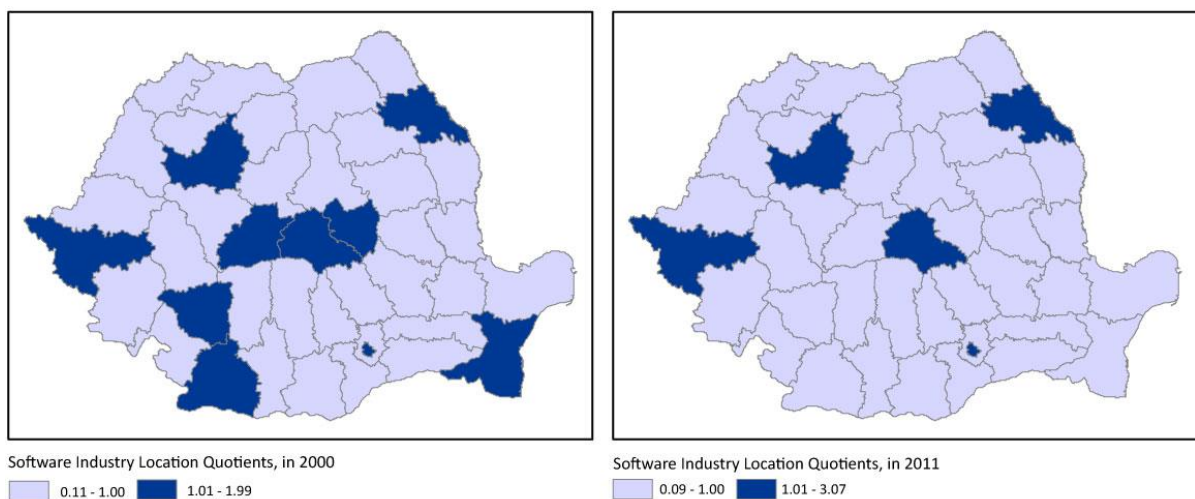 Software Industry Location Quotients, in 2000
0.11 - 1.00 1.01 - 1.99
Software Industry Location Quotients, in 2011
0.09 - 1.00 1.01 - 3.07